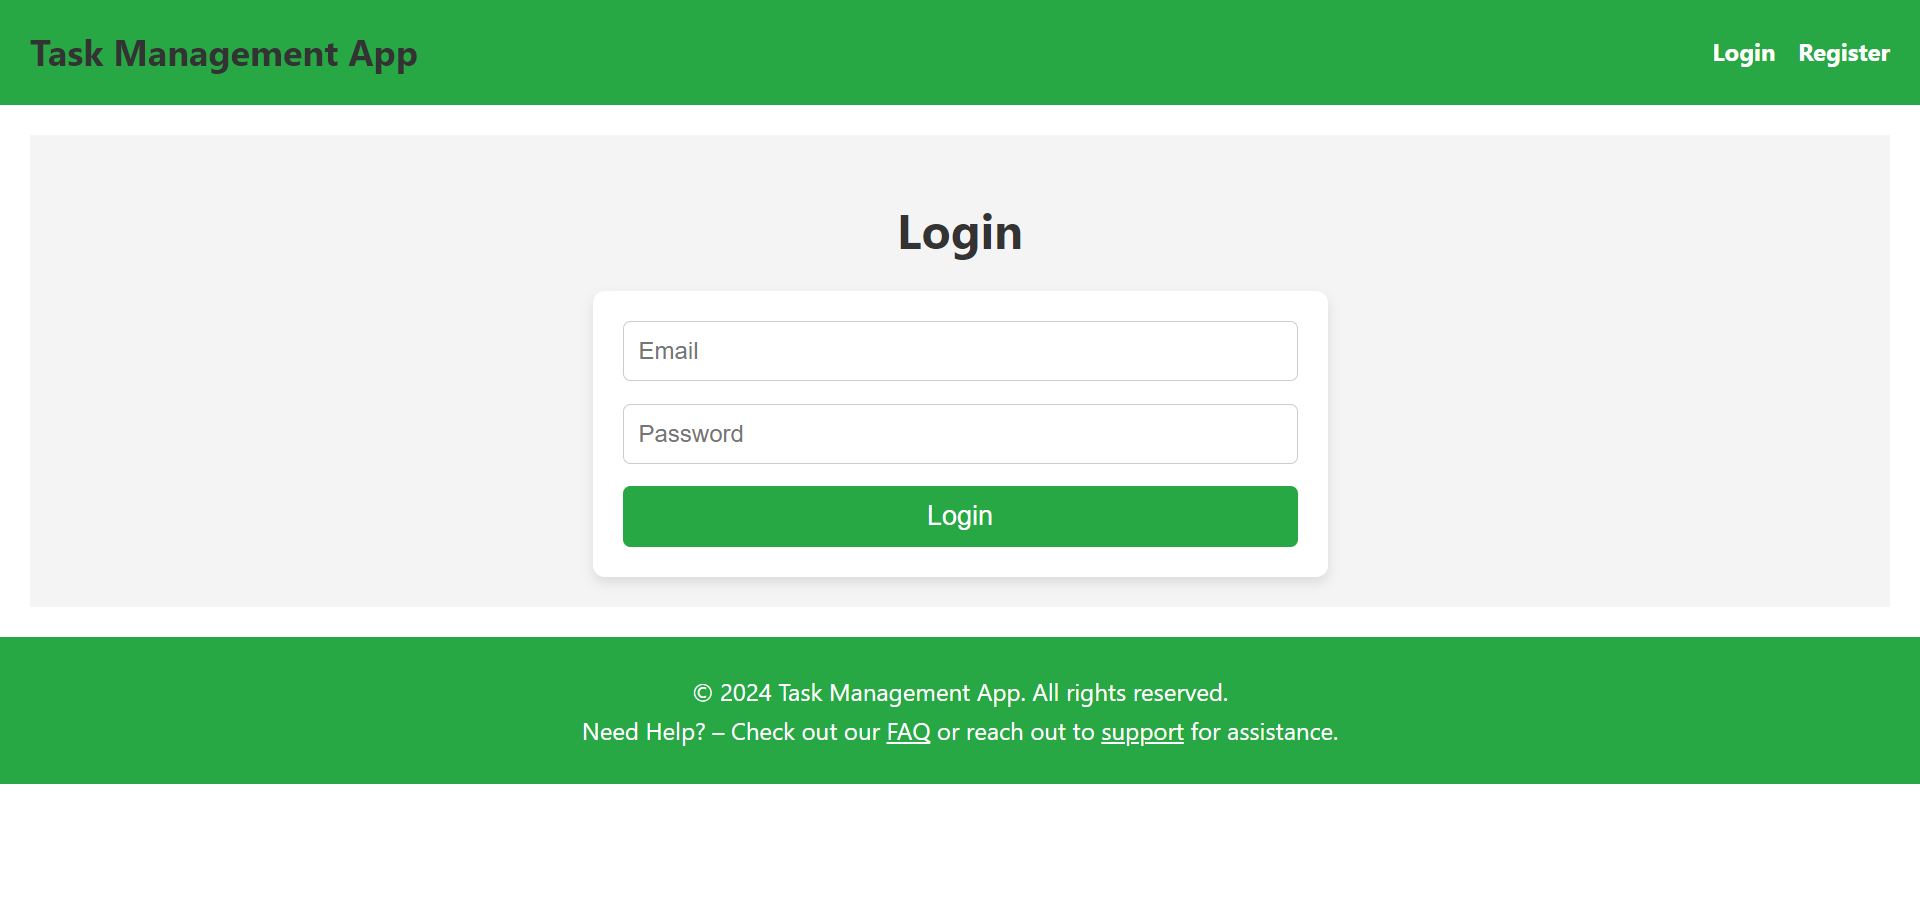 Task Management App
Login Register
Login
Email
Password
Login
© 2024 Task Management App. All rights reserved.
Need Help? – Check out our FAQ or reach out to support for assistance.